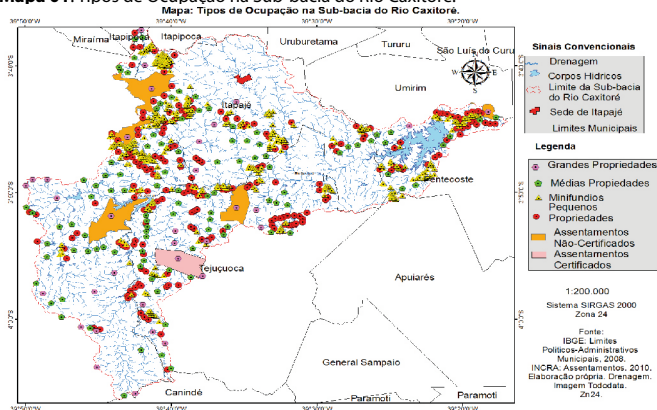 Mapa 01: Tipos de Ocupação na Sub-bacia do Rio Caxitoré.
Mapa: Tipos de Ocupação na Sub-bacia do Rio Caxitoré.
Miraíma
Itapipoca
Itapipoca
Uruburetama
Tururu
São Luís do Curu
Umirim
Itapajé
Pentecoste
Tejuçuoca
Apuiarés
General Sampaio
Canindé
Paramoti
Paramoti
Sinais Convencionais
Drenagem
Corpos Hidricos
Limite da Sub-bacia
do Rio Caxitoré
Sede de Itapajé
Limites Municipais
Legenda
Grandes Propriedades
Médias Propiedades
Minifundios
Pequenos
Propriedades
Assentamentos
Não-Certificados
Assentamentos
Certificados
1:200.000
Sistema SIRGAS 2000
Zona 24
Fonte:
IBGE: Limites
Politicos-Administrativos
Municipais, 2008.
INCRA: Assentamentos, 2010.
Elaboração própria. Drenagem.
Imagem Tododata.
Zn24.